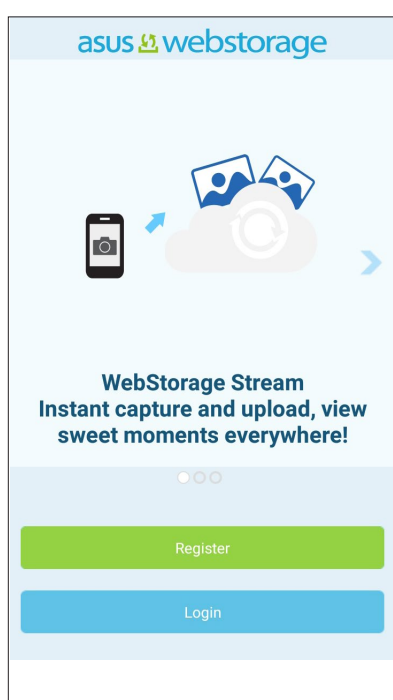 asus webstorage
WebStorage Stream
Instant capture and upload, view
sweet moments everywhere!
Register
Login